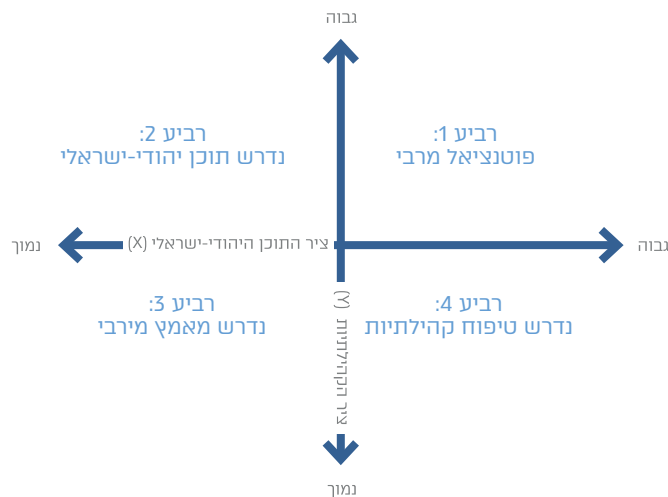 גבוה
רביע 1:
פוטנציאל מרבי
רביע 2:
נדרש תוכן יהודי-ישראלי
גבוה
ציר התוכן היהודי-ישראלי (X)
נמוך
רביע 4:
נדרש טיפוח קהילתיות
רביע 3:
נדרש מאמץ מירבי
ציר הקהילתיות (Y)
נמוך